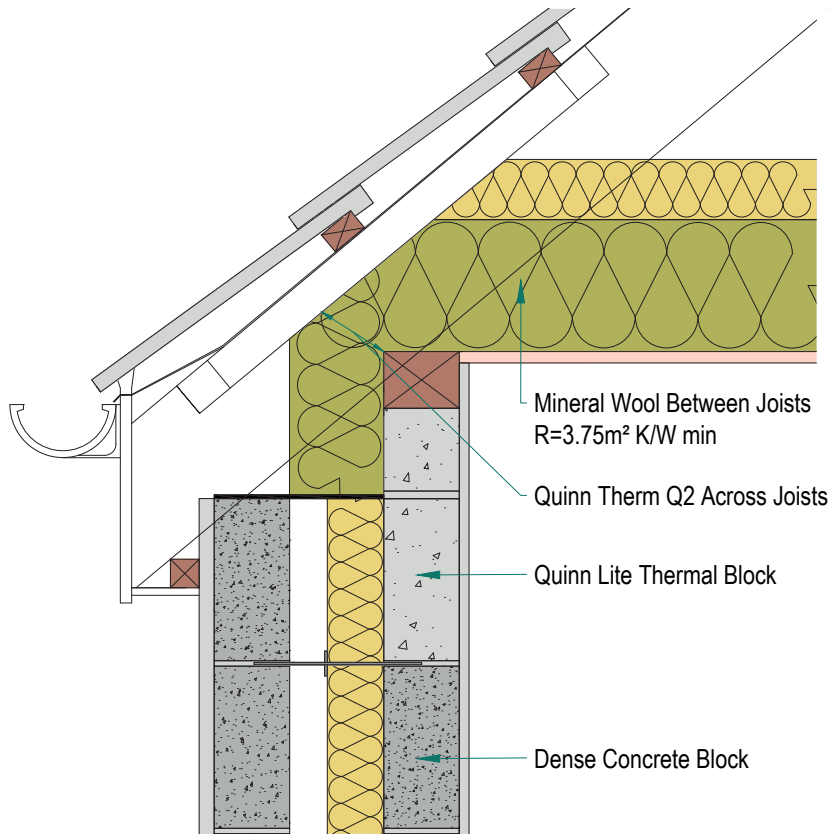 Mineral Wool Between Joists
R=3.75m² K/W min
Quinn Therm Q2 Across Joists
Quinn Lite Thermal Block
Dense Concrete Block